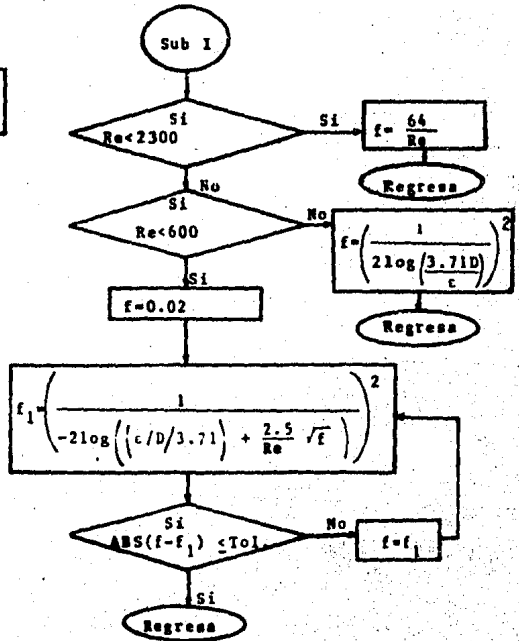 Sub I
Si
Re<2300
Si
f= 64/Re
Regresa
No
Si
Re<600
No
f=(1/(2log(3.71D/ε)))^2
Regresa
Si
f=0.02
f₁=(1/(-2log((ε/D/3.71) + 2.5/Re √f)))^2
Si
ABS(f-f₁) ≤Tol
No
f=f₁
Si
Regresa